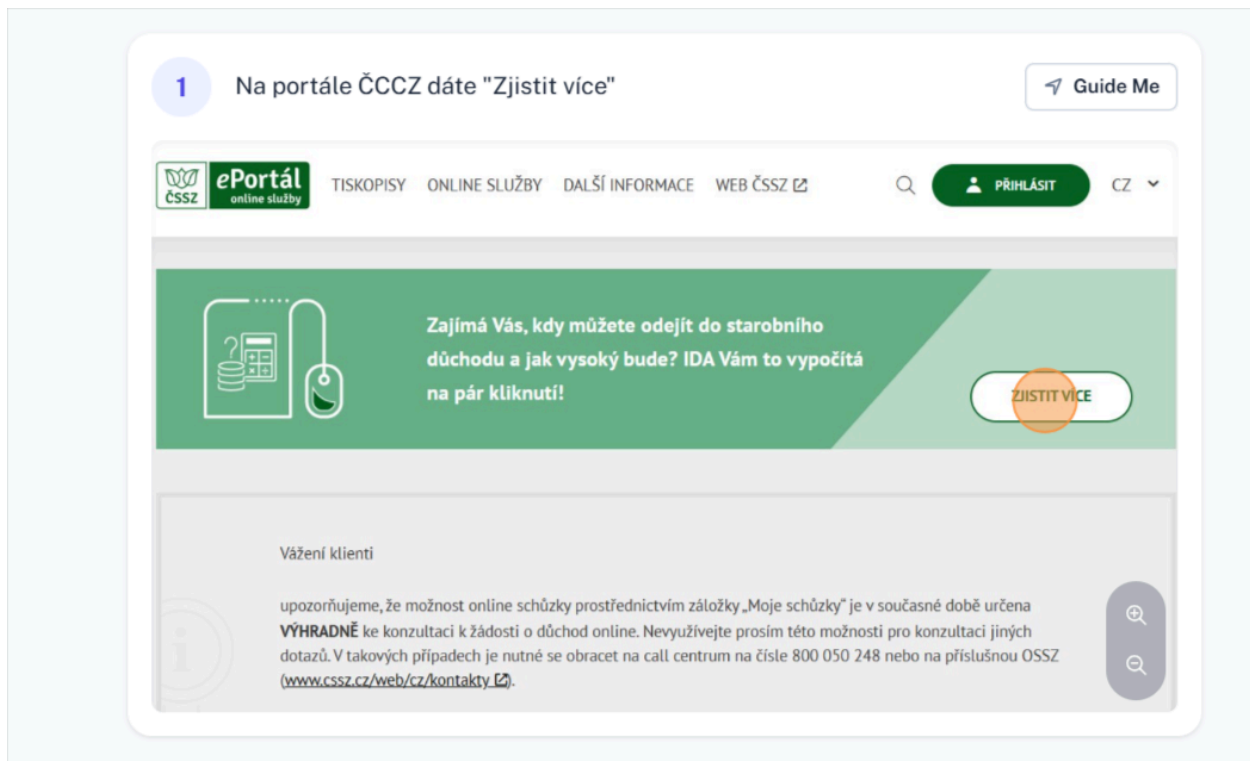 1
Na portále ČCCZ dáte "Zjistit více"
Guide Me
ČSSZ
ePortál
online služby
TISKOPISY
ONLINE SLUŽBY
DALŠÍ INFORMACE
WEB ČSSZ
PŘIHLÁSIT
CZ
Zajímá Vás, kdy můžete odejít do starobního
důchodu a jak vysoký bude? IDA Vám to vypočítá
na pár kliknutí!
ZJISTIT VÍCE
Vážení klienti
upozorňujeme, že možnost online schůzky prostřednictvím záložky „Moje schůzky“ je v současné době určena
VÝHRADNĚ ke konzultaci k žádosti o důchod online. Nevyužívejte prosím této možnosti pro konzultaci jiných
dotazů. V takových případech je nutné se obracet na call centrum na čísle 800 050 248 nebo na příslušnou OSSZ
(www.cssz.cz/web/cz/kontakty).